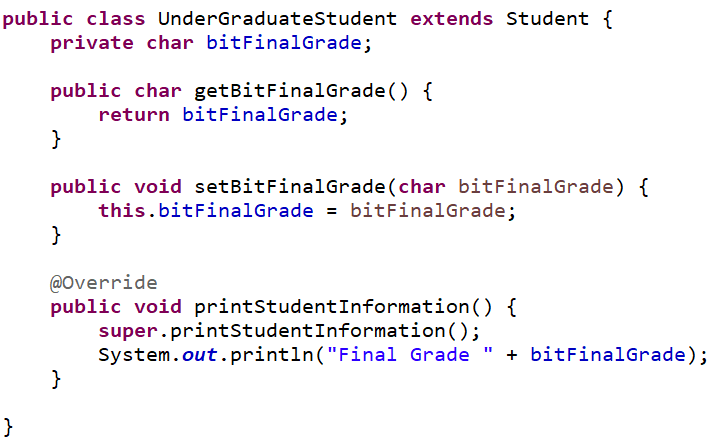 public class UnderGraduateStudent extends Student {
    private char bitFinalGrade;

    public char getBitFinalGrade() {
        return bitFinalGrade;
    }

    public void setBitFinalGrade(char bitFinalGrade) {
        this.bitFinalGrade = bitFinalGrade;
    }

    @Override
    public void printStudentInformation() {
        super.printStudentInformation();
        System.out.println("Final Grade " + bitFinalGrade);
    }

}